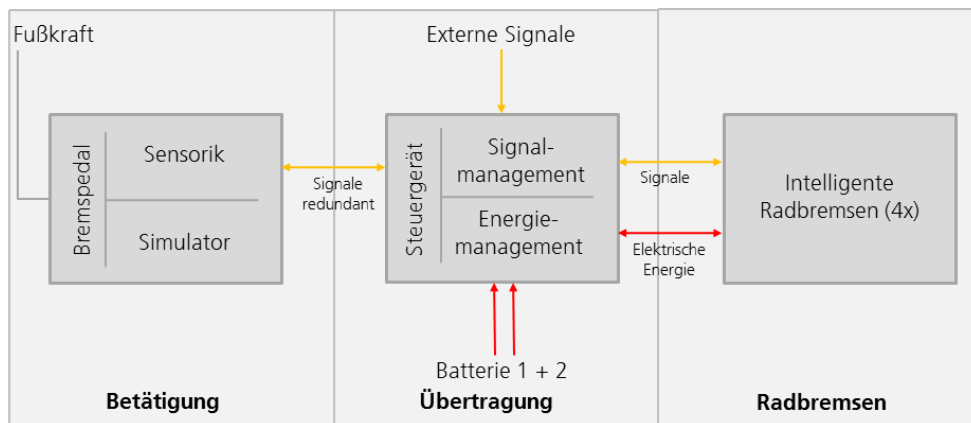 Fußkraft
Externe Signale
Bremspedal
Sensorik
Simulator
Signale
redundant
Steuergerät
Signal-
management
Energie-
management
Signale
Elektrische
Energie
Intelligente
Radbremsen (4x)
Batterie 1 + 2
Betätigung
Übertragung
Radbremsen